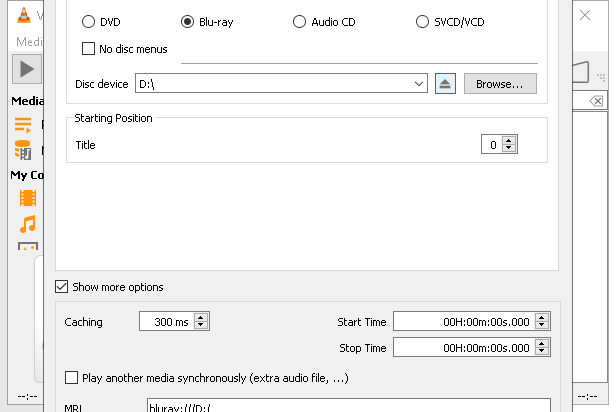 V
DVD
Blu-ray
Audio CD
SVCD/VCD
Medi
No disc menus
Disc device
D:\
Browse...
Media
Starting Position
Title
0
My Co
Show more options
Caching
300 ms
Start Time
00H:00m:00s.000
Stop Time
00H:00m:00s.000
Play another media synchronously (extra audio file, ...)
--:--
--:--
MRL
bluray:///D:/